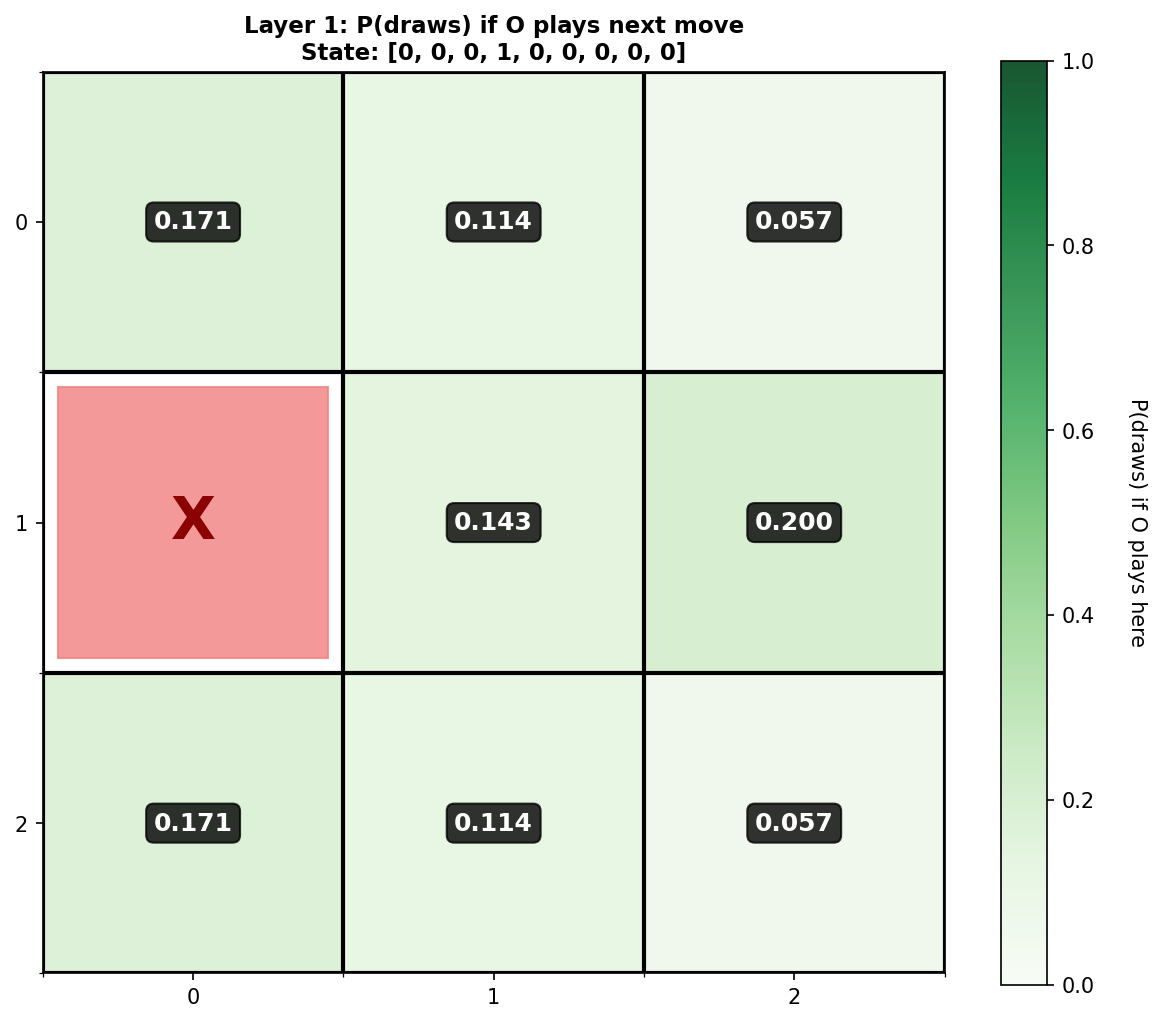 Layer 1: P(draws) if O plays next move
State: [0, 0, 0, 1, 0, 0, 0, 0, 0]
0.171 0.114 0.057
X 0.143 0.200
0.171 0.114 0.057
0
1
2
0 1 2
1.0
0.8
0.6
0.4
0.2
0.0
P(draws) if O plays here